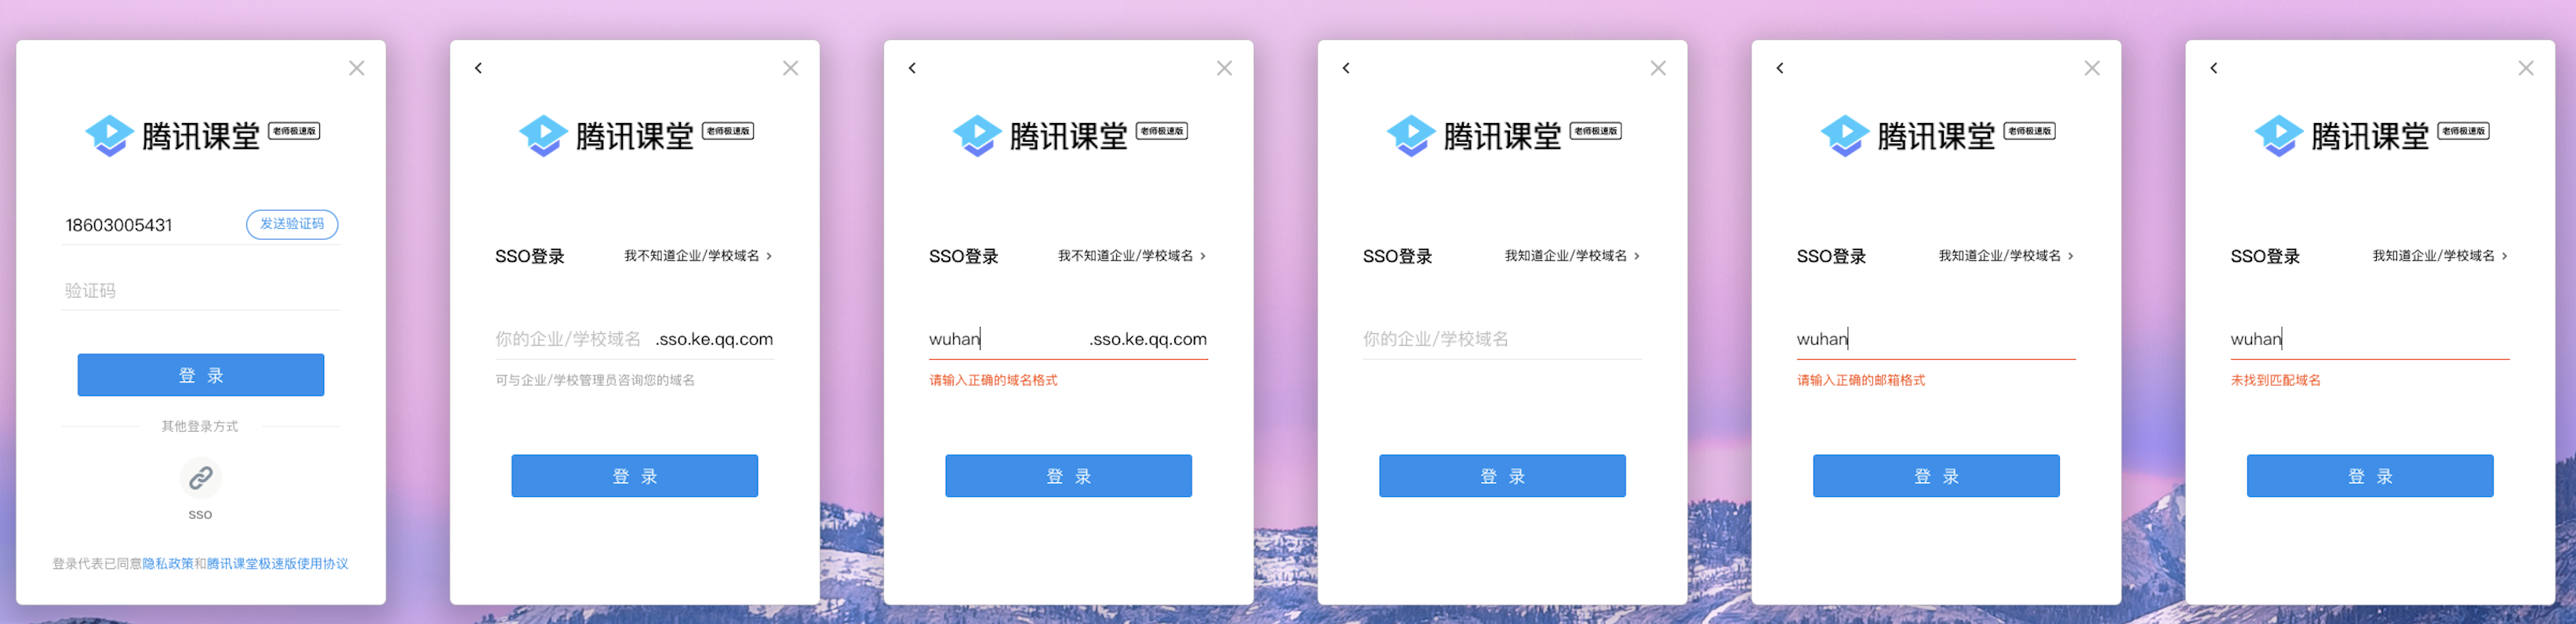 腾讯课堂 老师极速版
18603005431 发送验证码
验证码
登 录
其他登录方式
sso
登录代表已同意隐私政策和腾讯课堂极速版使用协议
腾讯课堂 老师极速版
SSO登录 我不知道企业/学校域名
你的企业/学校域名 .sso.ke.qq.com
可与企业/学校管理员咨询您的域名
登 录
腾讯课堂 老师极速版
SSO登录 我不知道企业/学校域名
wuhan .sso.ke.qq.com
请输入正确的域名格式
登 录
腾讯课堂 老师极速版
SSO登录 我知道企业/学校域名
你的企业/学校域名
登 录
腾讯课堂 老师极速版
SSO登录 我知道企业/学校域名
wuhan
请输入正确的邮箱格式
登 录
腾讯课堂 老师极速版
SSO登录 我知道企业/学校域名
wuhan
未找到匹配域名
登 录